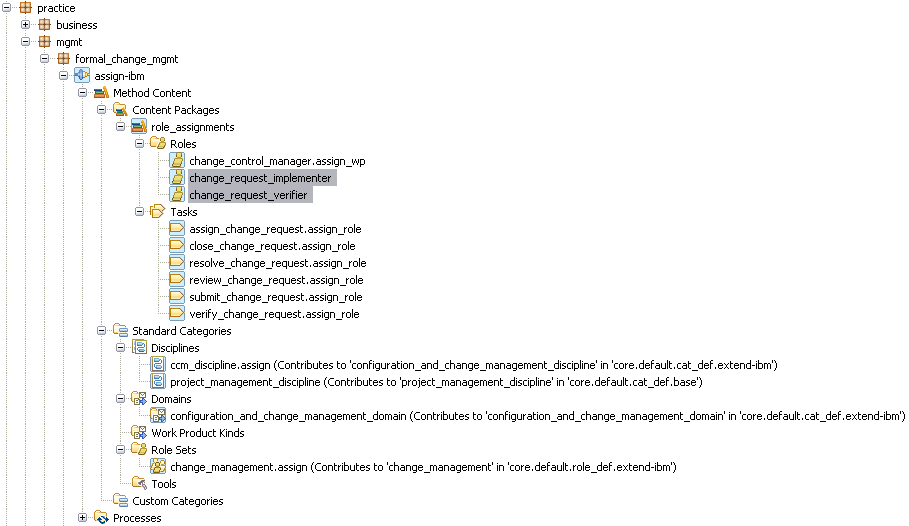 practice
business
mgmt
formal_change_mgmt
assign-ibm
Method Content
Content Packages
role_assignments
Roles
change_control_manager.assign_wp
change_request_implementer
change_request_verifier
Tasks
assign_change_request.assign_role
close_change_request.assign_role
resolve_change_request.assign_role
review_change_request.assign_role
submit_change_request.assign_role
verify_change_request.assign_role
Standard Categories
Disciplines
ccm_discipline.assign (Contributes to 'configuration_and_change_management_discipline' in 'core.default.cat_def.extend-ibm')
project_management_discipline (Contributes to 'project_management_discipline' in 'core.default.cat_def.base')
Domains
configuration_and_change_management_domain (Contributes to 'configuration_and_change_management_domain' in 'core.default.cat_def.extend-ibm')
Work Product Kinds
Role Sets
change_management.assign (Contributes to 'change_management' in 'core.default.role_def.extend-ibm')
Tools
Custom Categories
Processes